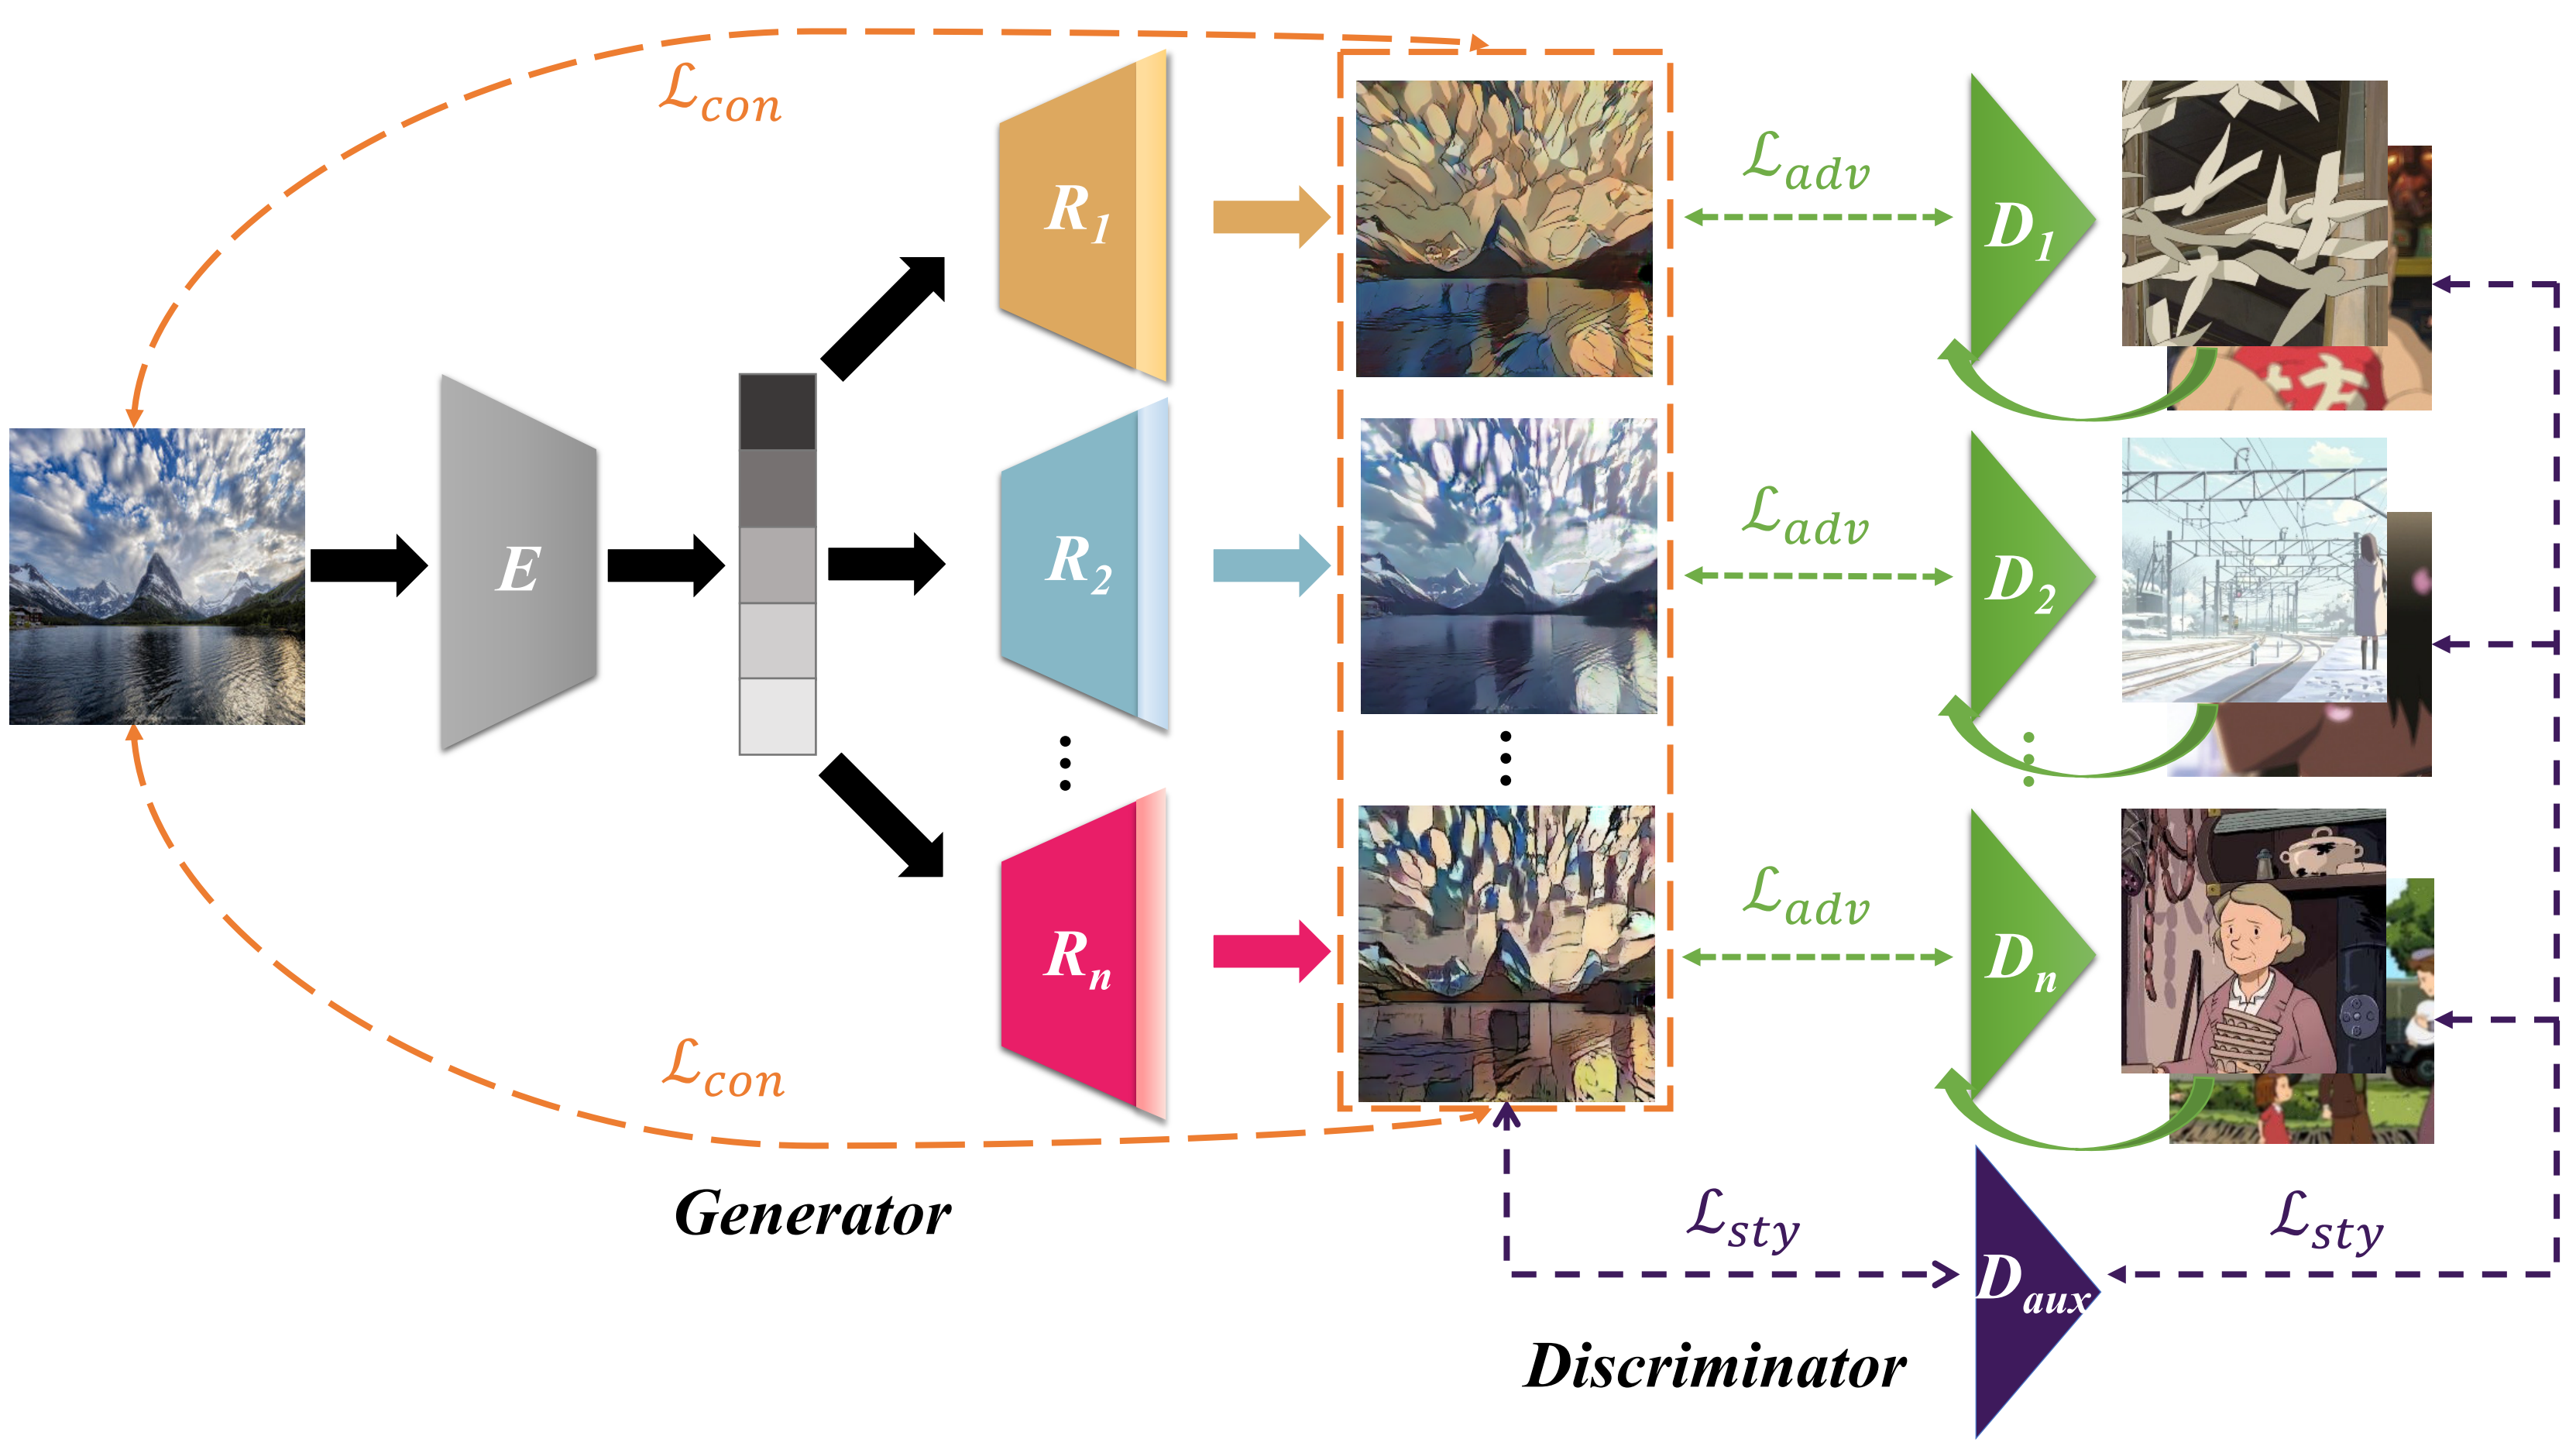 ℒcon
R1
ℒadv
D1
E
R2
ℒadv
D2
Rn
ℒadv
Dn
ℒcon
Generator
ℒsty
Daux
ℒsty
Discriminator